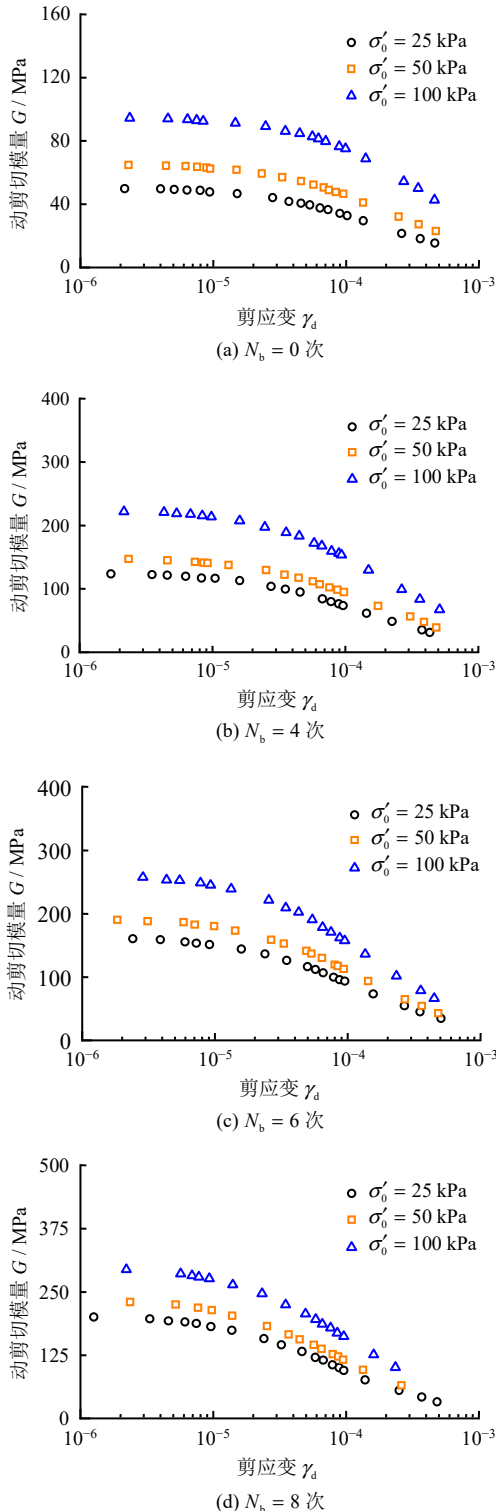 160
120
80
40
0
动剪切模量 G / MPa
σ′₀ = 25 kPa
σ′₀ = 50 kPa
σ′₀ = 100 kPa
10⁻⁶ 10⁻⁵ 10⁻⁴ 10⁻³
剪应变 γd
(a) Nb = 0 次
400
300
200
100
0
动剪切模量 G / MPa
σ′₀ = 25 kPa
σ′₀ = 50 kPa
σ′₀ = 100 kPa
10⁻⁶ 10⁻⁵ 10⁻⁴ 10⁻³
剪应变 γd
(b) Nb = 4 次
400
300
200
100
0
动剪切模量 G / MPa
σ′₀ = 25 kPa
σ′₀ = 50 kPa
σ′₀ = 100 kPa
10⁻⁶ 10⁻⁵ 10⁻⁴ 10⁻³
剪应变 γd
(c) Nb = 6 次
500
375
250
125
0
动剪切模量 G / MPa
σ′₀ = 25 kPa
σ′₀ = 50 kPa
σ′₀ = 100 kPa
10⁻⁶ 10⁻⁵ 10⁻⁴ 10⁻³
剪应变 γd
(d) Nb = 8 次